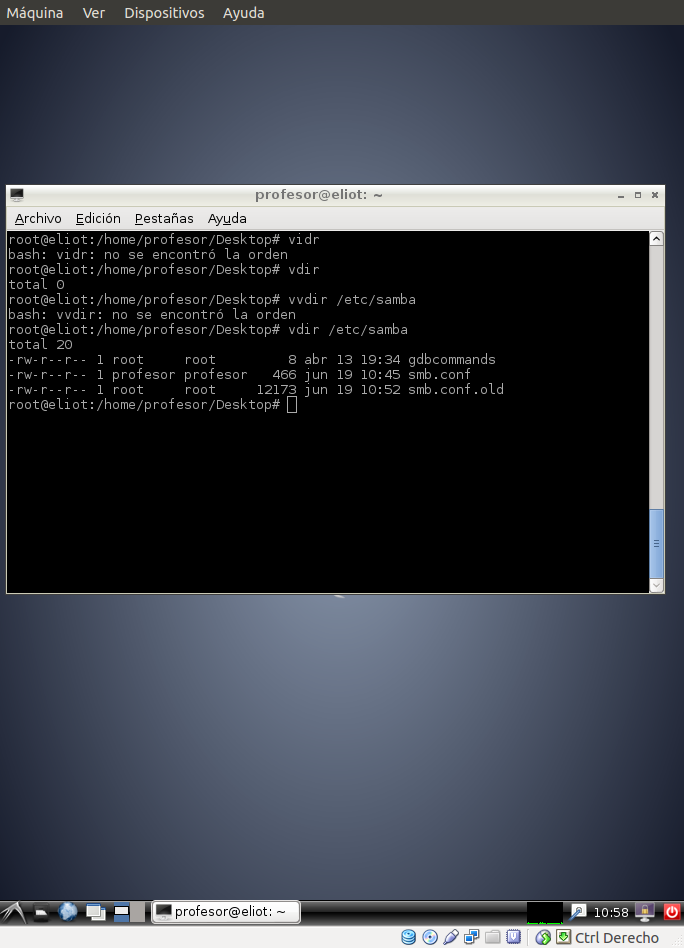 Máquina Ver Dispositivos Ayuda
profesor@eliot: ~
Archivo Edición Pestañas Ayuda
root@eliot:/home/profesor/Desktop# vidr
bash: vidr: no se encontró la orden
root@eliot:/home/profesor/Desktop# vdir
total 0
root@eliot:/home/profesor/Desktop# vvdir /etc/samba
bash: vvdir: no se encontró la orden
root@eliot:/home/profesor/Desktop# vdir /etc/samba
total 20
-rw-r--r-- 1 root     root         8 abr 13 19:34 gdbcommands
-rw-r--r-- 1 profesor profesor   466 jun 19 10:45 smb.conf
-rw-r--r-- 1 root     root     12173 jun 19 10:52 smb.conf.old
root@eliot:/home/profesor/Desktop#
profesor@eliot: ~ 10:58
Ctrl Derecho